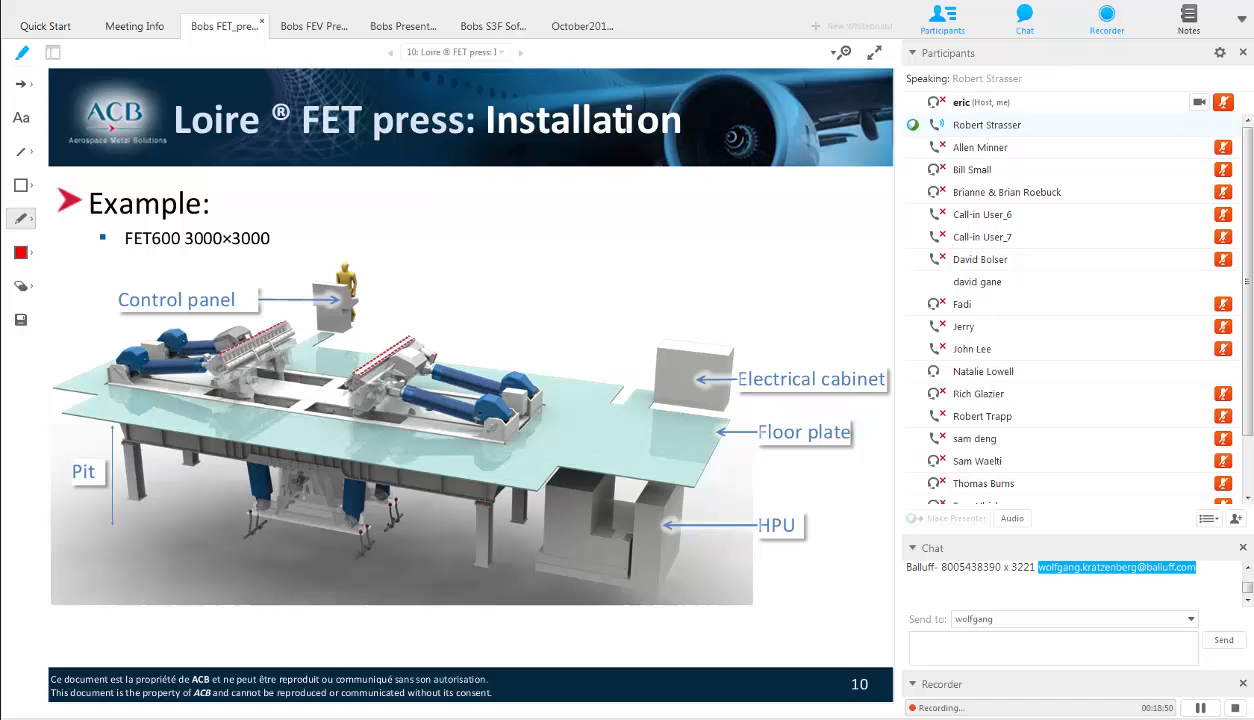 Quick Start
Meeting Info
Bobs FET_pre...
Bobs FEV Pre...
Bobs Present...
Bobs S3F Sof...
October201...
New Whiteboard
Participants
Chat
Recorder
Notes
10: Loire ® FET press: I
Aa
ACB
Aerospace Metal Solutions
Loire ® FET press: Installation
Example:
FET600 3000×3000
Control panel
Electrical cabinet
Floor plate
Pit
HPU
Ce document est la propriété de ACB et ne peut être reproduit ou communiqué sans son autorisation.
This document is the property of ACB and cannot be reproduced or communicated without its consent.
10
Participants
Speaking: Robert Strasser
eric (Host, me)
Robert Strasser
Allen Minner
Bill Small
Brianne & Brian Roebuck
Call-in User_6
Call-in User_7
David Bolser
david gane
Fadi
Jerry
John Lee
Natalie Lowell
Rich Glazier
Robert Trapp
sam deng
Sam Waelti
Thomas Burns
Make Presenter
Audio
Chat
Balluff- 8005438390 x 3221 wolfgang.kratzenberg@balluff.com
Send to: wolfgang
Send
Recorder
Recording...
00:18:50